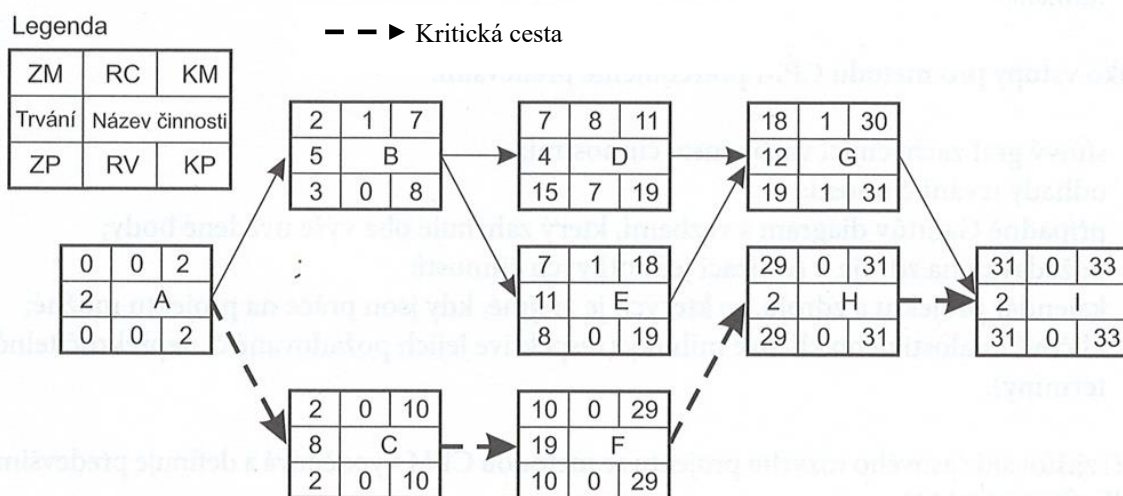 Legenda
Kritická cesta
ZM RC KM
Trvání Název činnosti
ZP RV KP
2 1 7
5 B
3 0 8
7 8 11
4 D
15 7 19
18 1 30
12 G
19 1 31
0 0 2
2 A
0 0 2
7 1 18
11 E
8 0 19
29 0 31
2 H
29 0 31
31 0 33
2 I
31 0 33
2 0 10
8 C
2 0 10
10 0 29
19 F
10 0 29